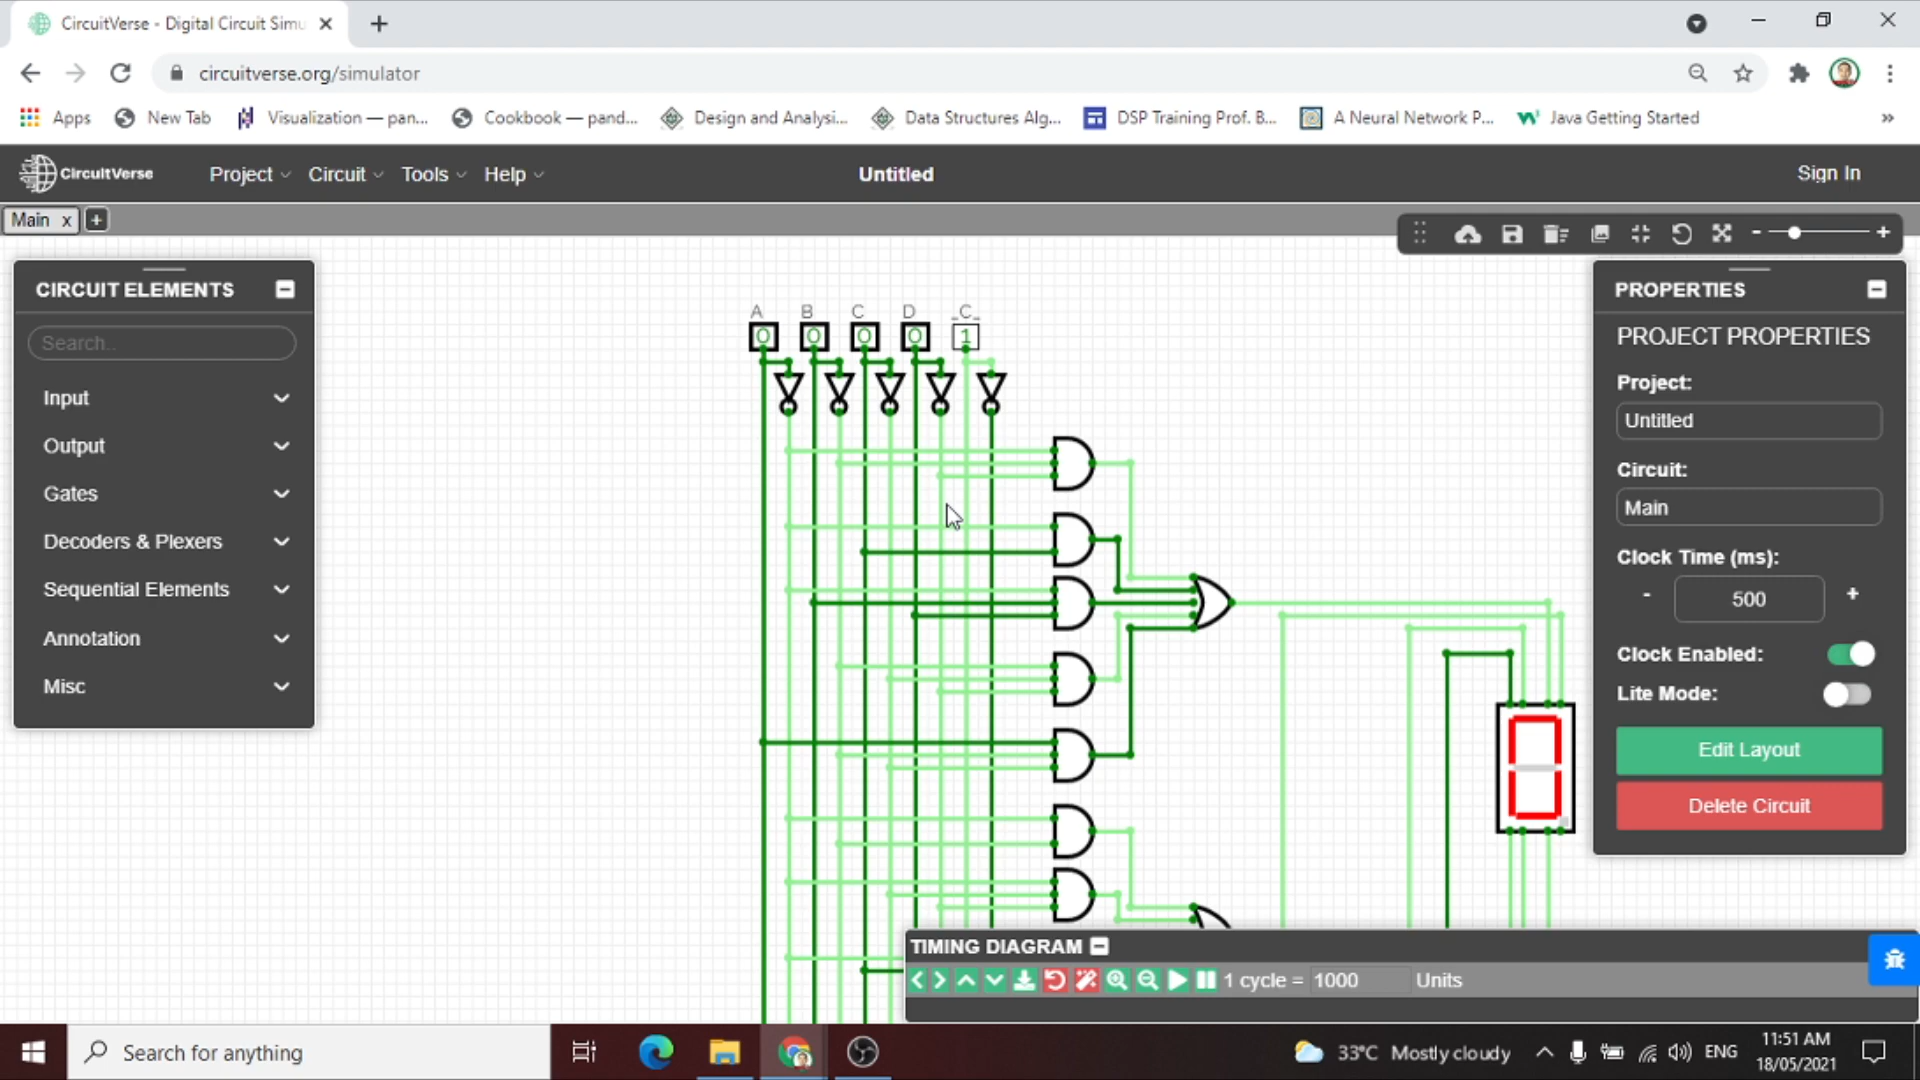 CircuitVerse - Digital Circuit Simu
circuitverse.org/simulator
Apps
New Tab
Visualization — pan...
Cookbook — pand...
Design and Analysi...
Data Structures Alg...
DSP Training Prof. B...
A Neural Network P...
Java Getting Started
»
CircuitVerse
Project
Circuit
Tools
Help
Untitled
Sign In
Main x +
- +
CIRCUIT ELEMENTS
Search..
Input
Output
Gates
Decoders & Plexers
Sequential Elements
Annotation
Misc
A B C D _C_
0 0 0 0 1
PROPERTIES
PROJECT PROPERTIES
Project:
Untitled
Circuit:
Main
Clock Time (ms):
- 500 +
Clock Enabled:
Lite Mode:
Edit Layout
Delete Circuit
TIMING DIAGRAM
1 cycle = 1000 Units
Search for anything
33°C Mostly cloudy
ENG
11:51 AM
18/05/2021